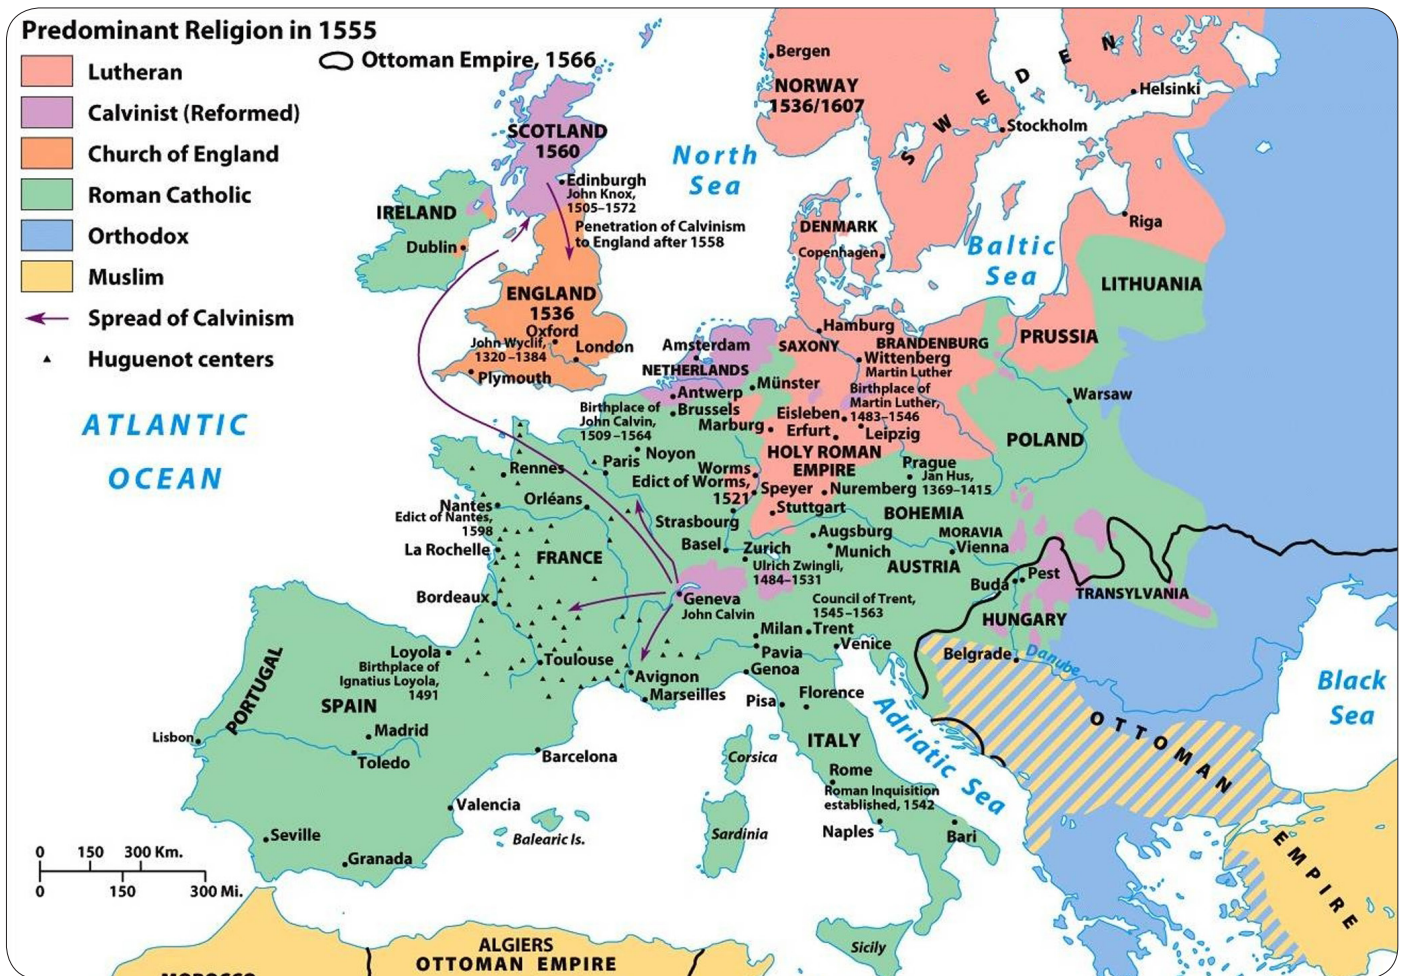 Predominant Religion in 1555
Ottoman Empire, 1566
Lutheran
Calvinist (Reformed)
Church of England
Roman Catholic
Orthodox
Muslim
Spread of Calvinism
Huguenot centers
ATLANTIC
OCEAN
North
Sea
Baltic
Sea
Black
Sea
Adriatic Sea
Danube
Bergen
NORWAY
1536/1607
SWEDEN
Helsinki
Stockholm
Riga
SCOTLAND
1560
Edinburgh
John Knox,
1505–1572
Penetration of Calvinism
to England after 1558
IRELAND
Dublin
ENGLAND
1536
Oxford
John Wyclif,
1320–1384
London
Plymouth
DENMARK
Copenhagen
LITHUANIA
PRUSSIA
Hamburg
SAXONY
BRANDENBURG
Wittenberg
Martin Luther
Amsterdam
NETHERLANDS
Münster
Antwerp
Brussels
Birthplace of
Martin Luther,
1483–1546
Eisleben
Marburg
Erfurt
Leipzig
Birthplace of
John Calvin,
1509–1564
Noyon
HOLY ROMAN
EMPIRE
Warsaw
POLAND
Prague
Jan Hus,
1369–1415
Worms
Edict of Worms,
1521
Speyer
Nuremberg
Stuttgart
BOHEMIA
MORAVIA
Rennes
Paris
Orléans
Nantes
Edict of Nantes,
1598
La Rochelle
FRANCE
Strasbourg
Basel
Zurich
Ulrich Zwingli,
1484–1531
Augsburg
Munich
Vienna
AUSTRIA
Buda
Pest
TRANSYLVANIA
HUNGARY
Belgrade
Bordeaux
Geneva
John Calvin
Council of Trent,
1545–1563
Milan
Trent
Venice
Pavia
Genoa
Loyola
Birthplace of
Ignatius Loyola,
1491
Toulouse
Avignon
Marseilles
Pisa
Florence
PORTUGAL
SPAIN
Madrid
Lisbon
Toledo
Barcelona
Valencia
Balearic Is.
Seville
Granada
Corsica
Sardinia
ITALY
Rome
Roman Inquisition
established, 1542
Naples
Bari
Sicily
OTTOMAN
EMPIRE
0 150 300 Km.
0 150 300 Mi.
ALGIERS
OTTOMAN EMPIRE
MOROCCO